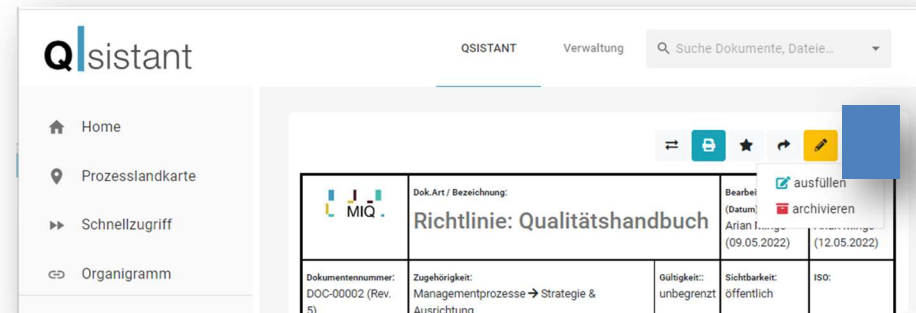 Qsistant
QSISTANT
Verwaltung
Suche Dokumente, Dateie...
Home
Prozesslandkarte
Schnellzugriff
Organigramm
ausfüllen
archivieren
MIQ
Dok.Art / Bezeichnung:
Richtlinie: Qualitätshandbuch
(Datum)
Arian
(09.05.2022)
(12.05.2022)
Dokumentennummer:
DOC-00002 (Rev.
5)
Zugehörigkeit:
Managementprozesse → Strategie &
Ausrichtung
Gültigkeit::
unbegrenzt
Sichtbarkeit:
öffentlich
ISO: